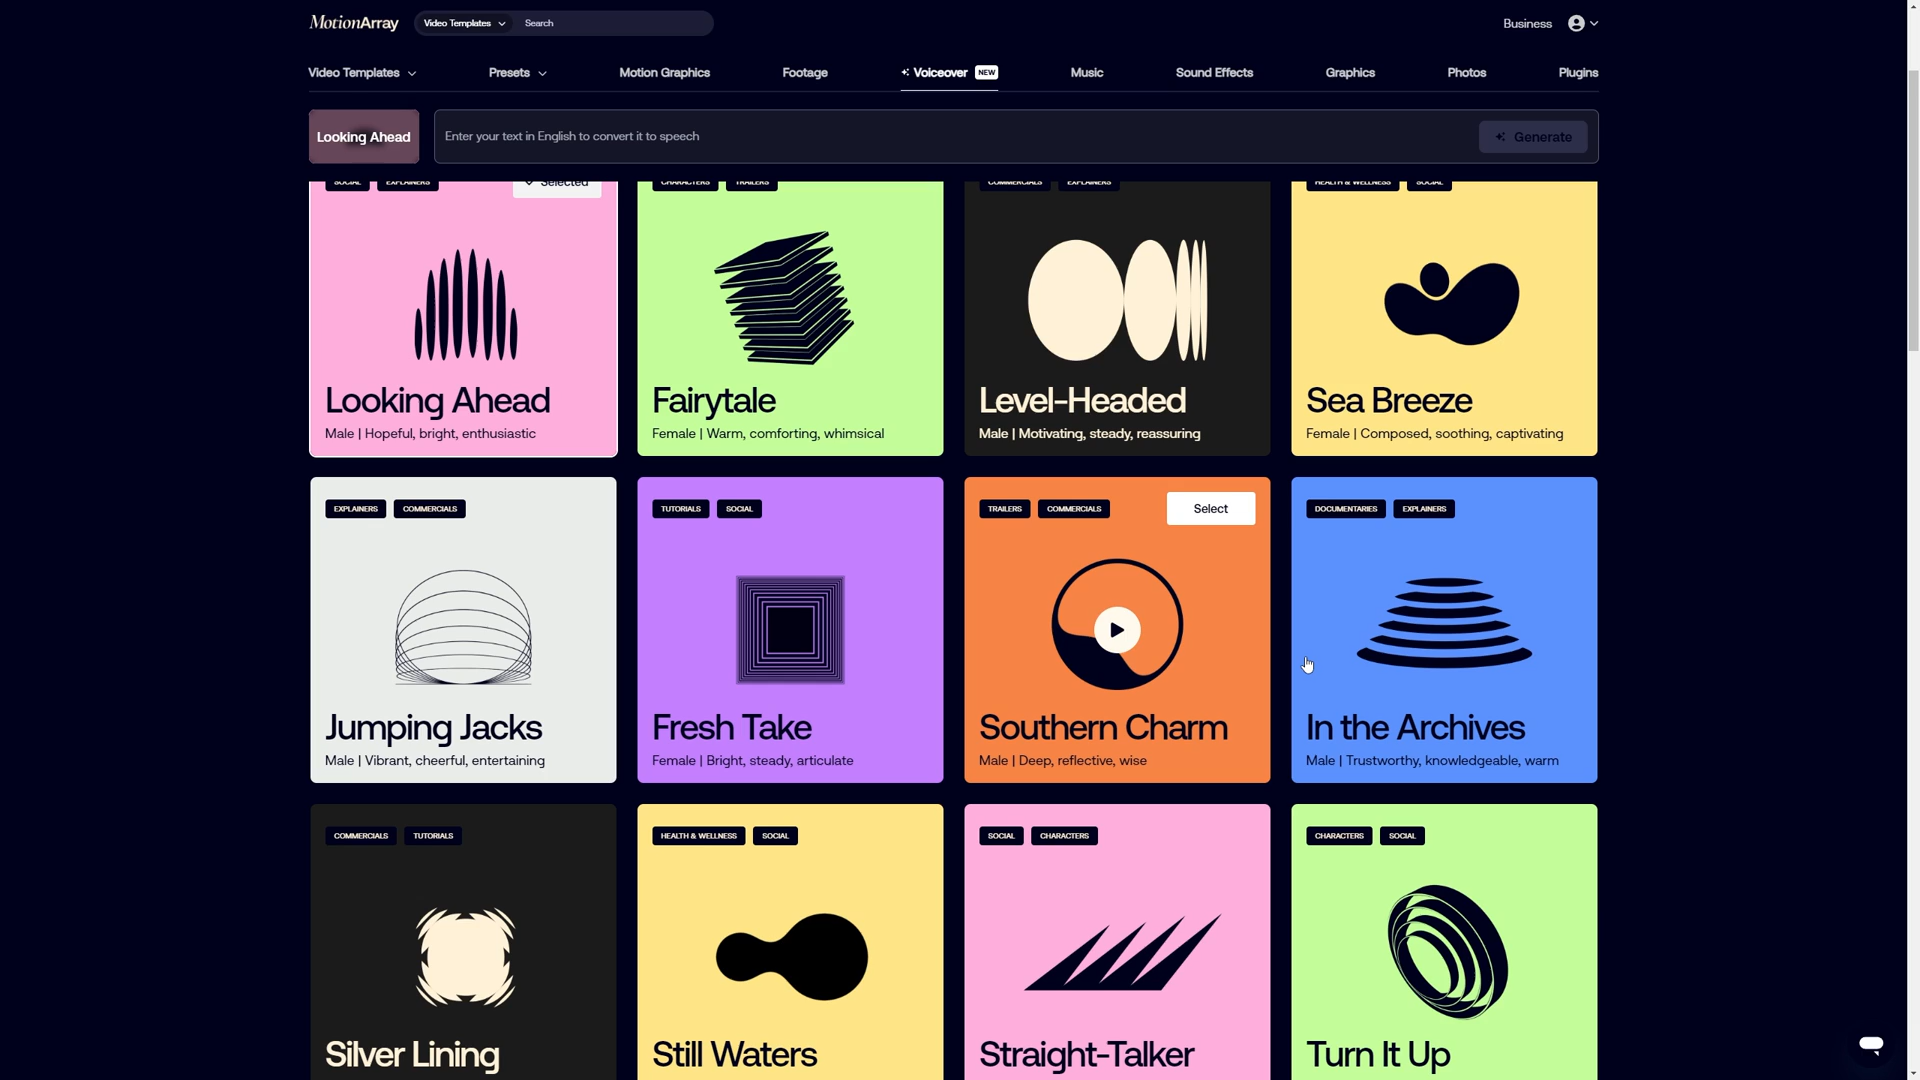 MotionArray
Video Templates
Search
Business
Video Templates
Presets
Motion Graphics
Footage
Voiceover NEW
Music
Sound Effects
Graphics
Photos
Plugins
Looking Ahead
Enter your text in English to convert it to speech
Generate
SOCIAL EXPLAINERS Selected
Looking Ahead
Male | Hopeful, bright, enthusiastic
CHARACTERS TRAILERS
Fairytale
Female | Warm, comforting, whimsical
COMMERCIALS EXPLAINERS
Level-Headed
Male | Motivating, steady, reassuring
HEALTH & WELLNESS SOCIAL
Sea Breeze
Female | Composed, soothing, captivating
EXPLAINERS COMMERCIALS
Jumping Jacks
Male | Vibrant, cheerful, entertaining
TUTORIALS SOCIAL
Fresh Take
Female | Bright, steady, articulate
TRAILERS COMMERCIALS Select
Southern Charm
Male | Deep, reflective, wise
DOCUMENTARIES EXPLAINERS
In the Archives
Male | Trustworthy, knowledgeable, warm
COMMERCIALS TUTORIALS
Silver Lining
HEALTH & WELLNESS SOCIAL
Still Waters
SOCIAL CHARACTERS
Straight-Talker
CHARACTERS SOCIAL
Turn It Up